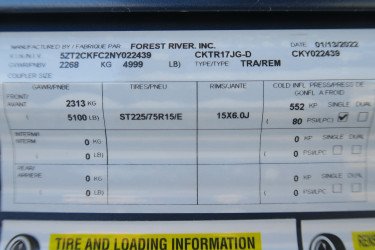 MANUFACTURED BY / FABRIQUE PAR FOREST RIVER, INC. DATE 01/13/2022
V.I.N./N.I.V. 5ZT2CKFC2NY022439 CKTR17JG-D CKY022439
GVWR/PNBV 2268 KG 4999 LB) TYPE/TYPE TRA/REM
COUPLER SIZE
GAWR/PNBE TIRES/PNEU RIMS/JANTE COLD INFL. PRESS/PRESS DE GONFL. A FROID
FRONT/ AVANT 2313 KG 552 KP SINGLE DUAL
( 5100 LB) ST225/75R15/E 15X6.0J ( 80 PSI/LPC)
INTERM/ INTERM 0 KG 0 KP SINGLE DUAL
( 0 LB) ( 0 PSI/LPC)
REAR/ ARRIERE 0 KG 0 KP SINGLE DUAL
( 0 LB) ( 0 PSI/LPC)
TIRE AND LOADING INFORMATION